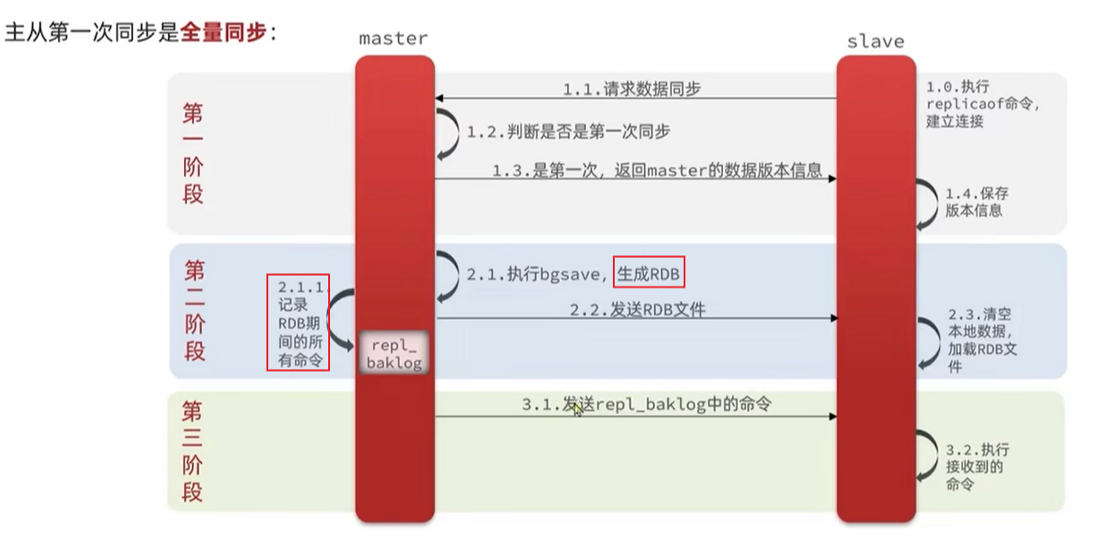 主从第一次同步是全量同步：
master
slave
第
一
阶
段
1.0.执行
replicaof命令，
建立连接
1.1.请求数据同步
1.2.判断是否是第一次同步
1.3.是第一次，返回master的数据版本信息
1.4.保存
版本信息
第
二
阶
段
2.1.执行bgsave，生成RDB
2.1.1.
记录
RDB期
间的所
有命令
repl_
baklog
2.2.发送RDB文件
2.3.清空
本地数据，
加载RDB文
件
第
三
阶
段
3.1.发送repl_baklog中的命令
3.2.执行
接收到的
命令